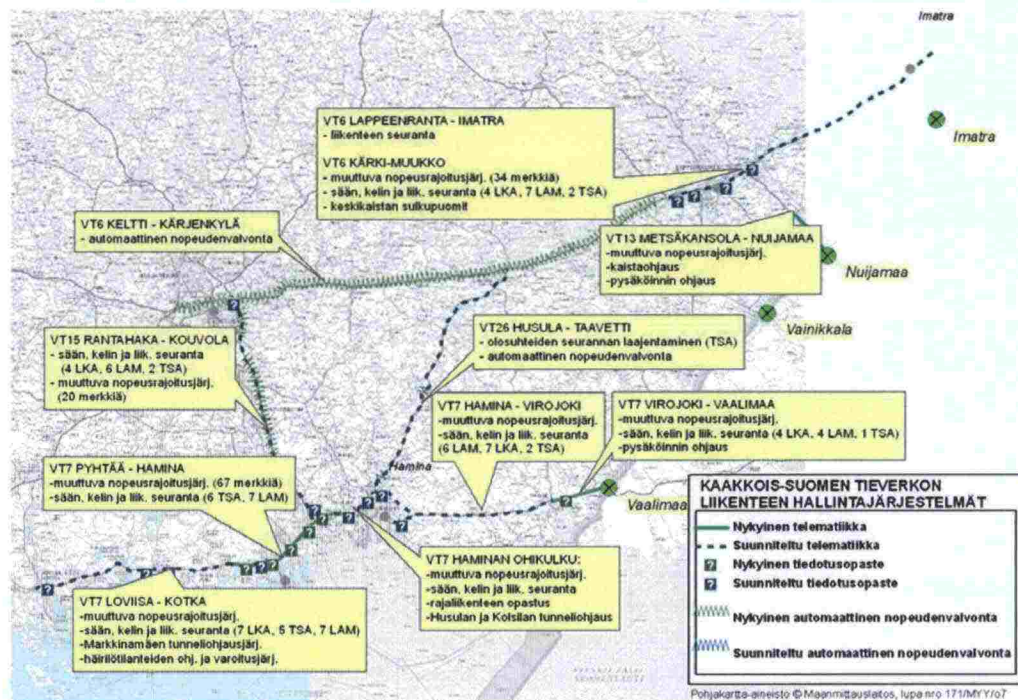 Imatra
VT6 LAPPEENRANTA - IMATRA
- liikenteen seuranta
VT6 KÄRKI-MUUKKO
- muuttuva nopeusrajoitusjärj. (34 merkkiä)
- sään, kelin ja liik. seuranta (4 LKA, 7 LAM, 2 TSA)
- keskikaistan sulkupuomit
Imatra
VT6 KELTTI - KÄRJENKYLÄ
- automaattinen nopeudenvalvonta
VT13 METSÄKANSOLA - NUIJAMAA
-muuttuva nopeusrajoitusjärj.
-kaistaohjaus
-pysäköinnin ohjaus
Nuijamaa
Vainikkala
VT15 RANTAHAKA - KOUVOLA
- sään, kelin ja liik. seuranta
(4 LKA, 6 LAM, 2 TSA)
- muuttuva nopeusrajoitusjärj.
(20 merkkiä)
VT26 HUSULA - TAAVETTI
- olosuhteiden seurannan laajentaminen (TSA)
- automaattinen nopeudenvalvonta
VT7 HAMINA - VIROJOKI
-muuttuva nopeusrajoitusjärj.
-sään, kelin ja liik. seuranta
(6 LAM, 7 LKA, 2 TSA)
VT7 VIROJOKI - VAALIMAA
-muuttuva nopeusrajoitusjärj.
-sään, kelin ja liik. seuranta (4 LKA, 4 LAM, 1 TSA)
-pysäköinnin ohjaus
VT7 PYHTÄÄ - HAMINA
-muuttuva nopeusrajoitusjärj. (67 merkkiä)
-sään, kelin ja liik. seuranta (6 TSA, 7 LAM)
Hamina
Vaalimaa
VT7 HAMINAN OHIKULKU:
-muuttuva nopeusrajoitusjärj.
-sään, kelin ja liik. seuranta
-rajaliikenteen opastus
-Husulan ja Kolsilan tunneliohjaus
VT7 LOVIISA - KOTKA
-muuttuva nopeusrajoitusjärj.
-sään, kelin ja liik. seuranta (7 LKA, 5 TSA, 7 LAM)
-Markkinamäen tunneliohjausjärj.
-häiriötilanteiden ohj. ja varoitusjärj.
KAAKKOIS-SUOMEN TIEVERKON
LIIKENTEEN HALLINTAJÄRJESTELMÄT
Nykyinen telematiikka
Suunniteltu telematiikka
? Nykyinen tiedotusopaste
? Suunniteltu tiedotusopaste
Nykyinen automaattinen nopeudenvalvonta
Suunniteltu automaattinen nopeudenvalvonta
Pohjakartta-aineisto © Maanmittauslaitos, lupa nro 171/MYY/07